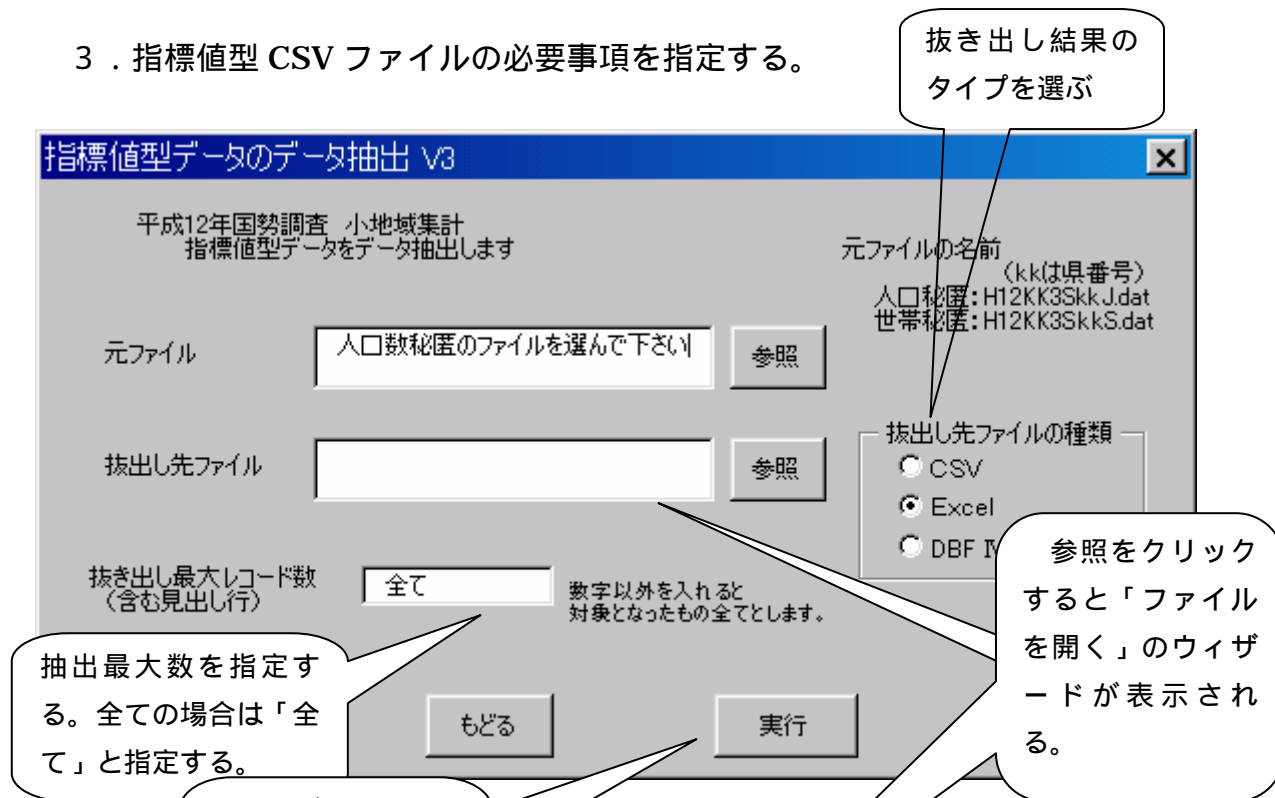 3．指標値型 CSV ファイルの必要事項を指定する。
抜き出し結果の
タイプを選ぶ
指標値型データのデータ抽出 V3
平成12年国勢調査 小地域集計
指標値型データをデータ抽出します
元ファイルの名前
(kkは県番号)
人口秘匿:H12KK3SkkJ.dat
世帯秘匿:H12KK3SkkS.dat
元ファイル
人口数秘匿のファイルを選んで下さい
参照
抜出し先ファイル
参照
抜出し先ファイルの種類
CSV
Excel
DBF Ⅳ
抜き出し最大レコード数
(含む見出し行)
全て
数字以外を入れると
対象となったもの全てとします。
参照をクリック
すると「ファイル
を開く」のウィザ
ードが表示され
る。
抽出最大数を指定す
る。全ての場合は「全
て」と指定する。
もどる
実行